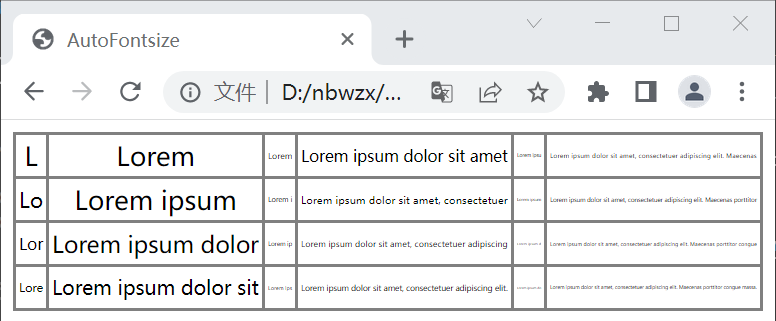 AutoFontsize
文件 D:/nbwzx/...
L Lorem Lorem Lorem ipsum dolor sit amet Lorem ipsu Lorem ipsum dolor sit amet, consectetuer adipiscing elit. Maecenas
Lo Lorem ipsum Lorem i Lorem ipsum dolor sit amet, consectetuer Lorem ipsum Lorem ipsum dolor sit amet, consectetuer adipiscing elit. Maecenas porttitor
Lor Lorem ipsum dolor Lorem ip Lorem ipsum dolor sit amet, consectetuer adipiscing Lorem ipsum d Lorem ipsum dolor sit amet, consectetuer adipiscing elit. Maecenas porttitor congue
Lore Lorem ipsum dolor sit Lorem ips Lorem ipsum dolor sit amet, consectetuer adipiscing elit. Lorem ipsum do Lorem ipsum dolor sit amet, consectetuer adipiscing elit. Maecenas porttitor congue massa.